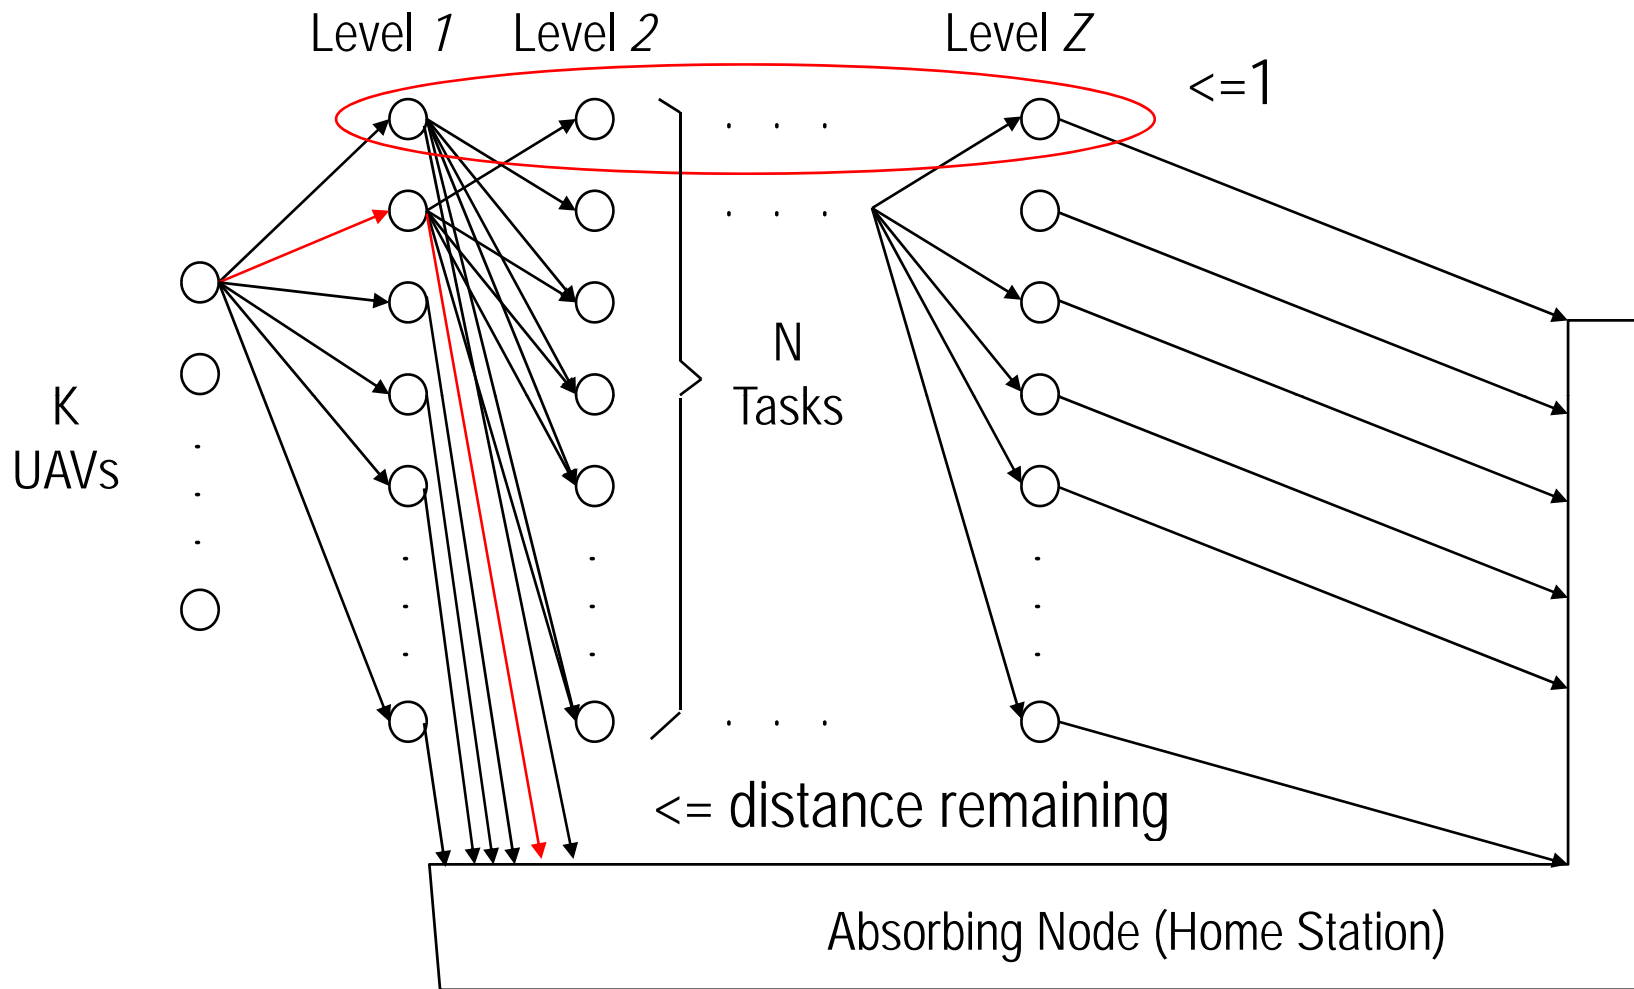 Level 1 Level 2 Level Z
<=1
N
Tasks
K
UAVs
<= distance remaining
Absorbing Node (Home Station)